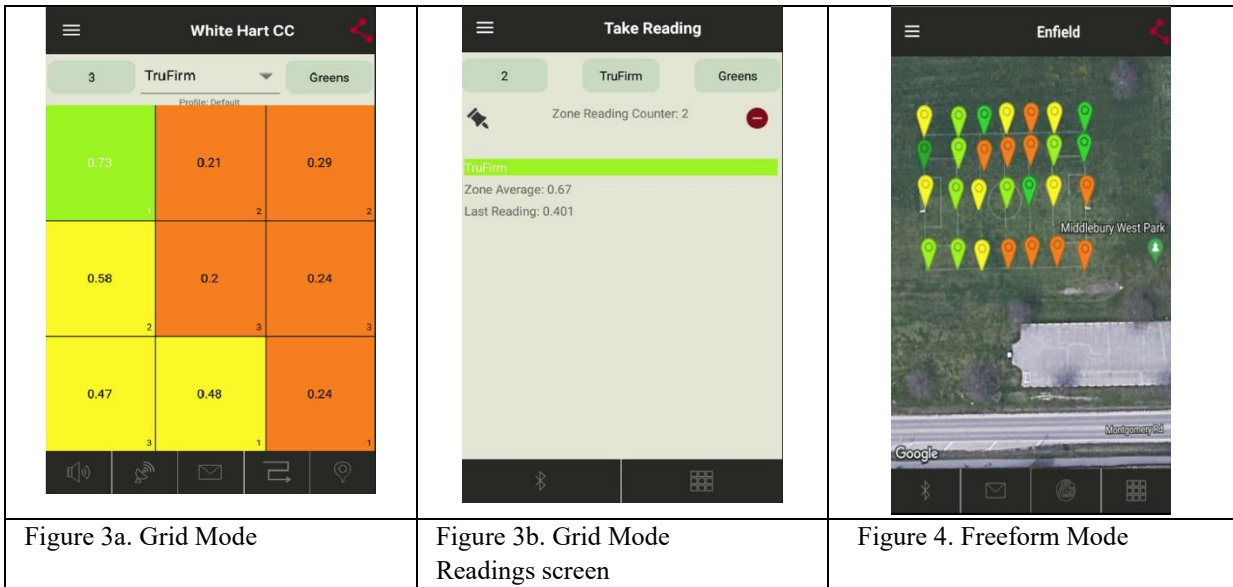 White Hart CC
3 TruFirm Greens
Profile: Default
0.73 0.21 0.29
1 2 2
0.58 0.2 0.24
2 3 3
0.47 0.48 0.24
3 1 1
Figure 3a. Grid Mode
Take Reading
2 TruFirm Greens
Zone Reading Counter: 2
TruFirm
Zone Average: 0.67
Last Reading: 0.401
Figure 3b. Grid Mode
Readings screen
Enfield
Middlebury West Park
Montgomery Rd
Google
Figure 4. Freeform Mode